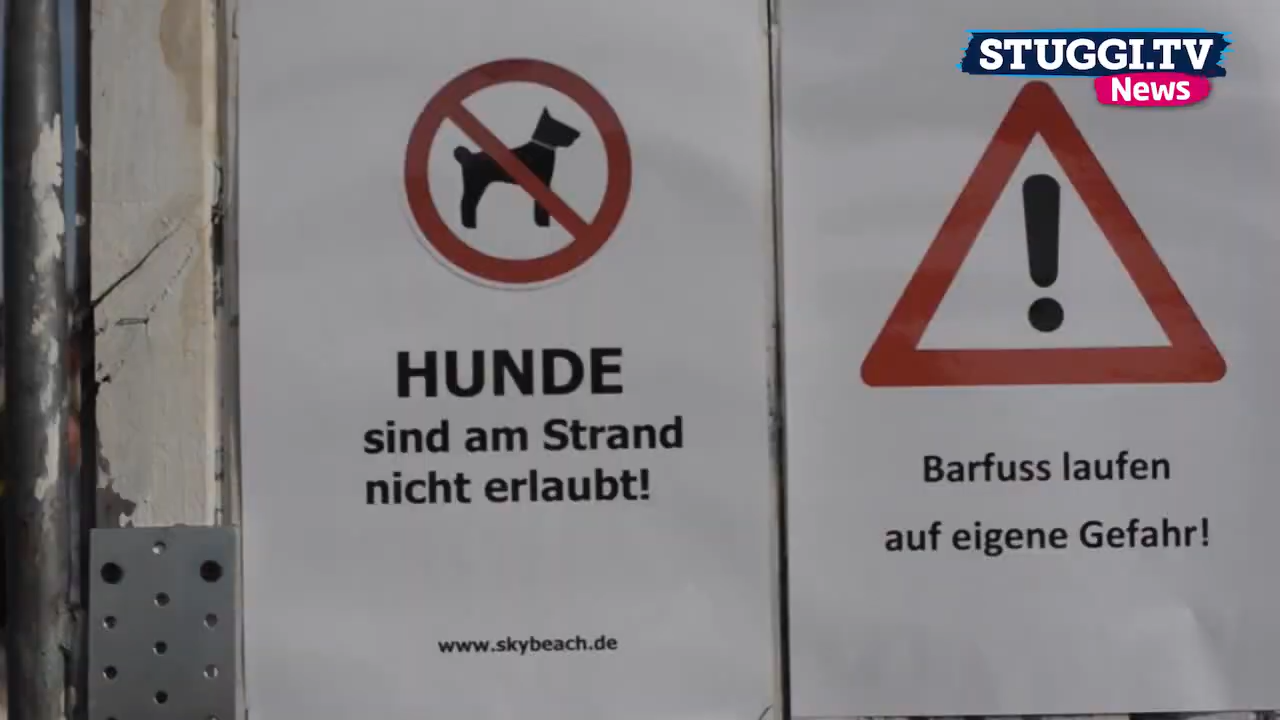 STUGGI.TV
News
HUNDE
sind am Strand
nicht erlaubt!
www.skybeach.de
Barfuss laufen
auf eigene Gefahr!